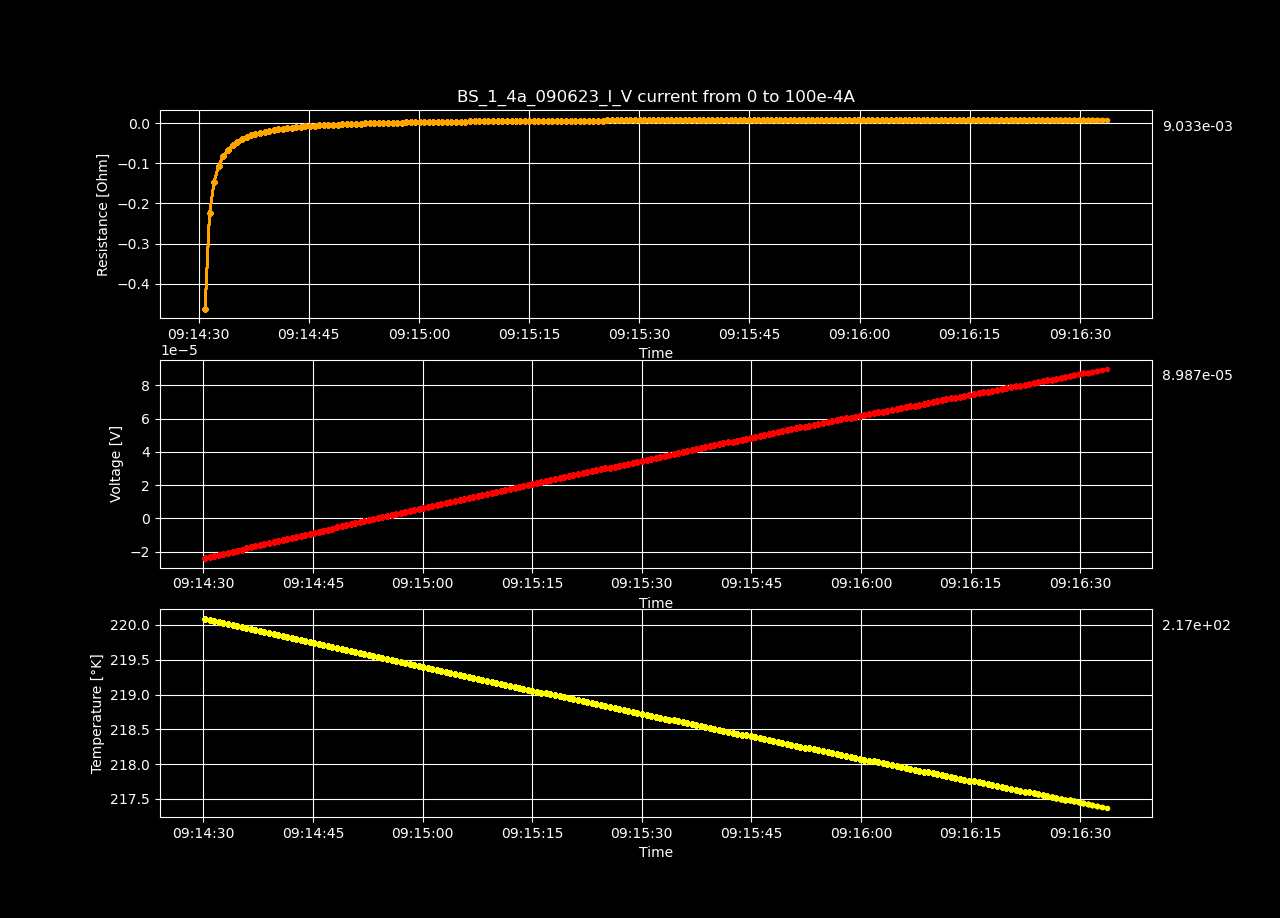 BS_1_4a_090623_I_V current from 0 to 100e-4A
0.0
−0.1
−0.2
−0.3
−0.4
Resistance [Ohm]
9.033e-03
09:14:30 09:14:45 09:15:00 09:15:15 09:15:30 09:15:45 09:16:00 09:16:15 09:16:30
Time
1e−5
8
6
4
2
0
−2
Voltage [V]
8.987e-05
09:14:30 09:14:45 09:15:00 09:15:15 09:15:30 09:15:45 09:16:00 09:16:15 09:16:30
Time
220.0
219.5
219.0
218.5
218.0
217.5
Temperature [°K]
2.17e+02
09:14:30 09:14:45 09:15:00 09:15:15 09:15:30 09:15:45 09:16:00 09:16:15 09:16:30
Time